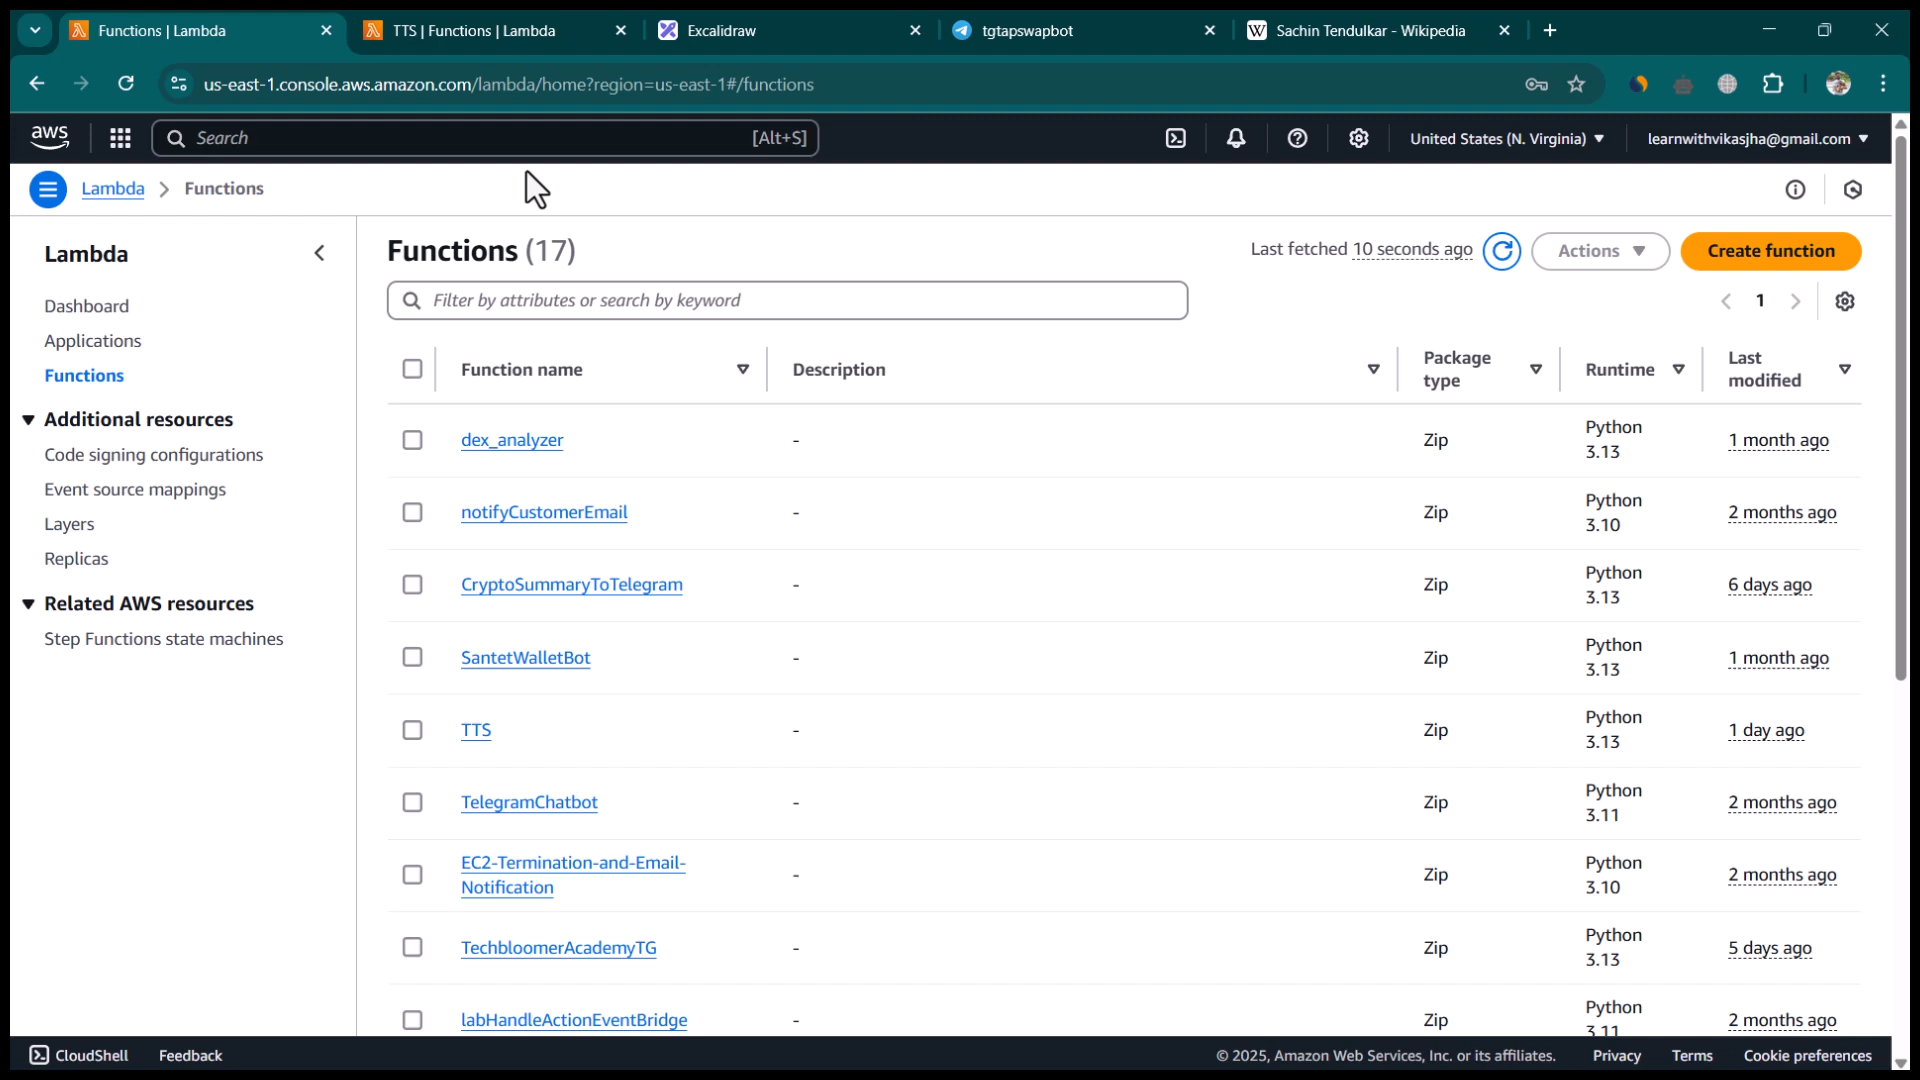 Functions | Lambda
TTS | Functions | Lambda
Excalidraw
tgtapswapbot
Sachin Tendulkar - Wikipedia
us-east-1.console.aws.amazon.com/lambda/home?region=us-east-1#/functions
aws
Search
[Alt+S]
United States (N. Virginia)
learnwithvikasjha@gmail.com
Lambda
Functions
Lambda
Dashboard
Applications
Functions
Additional resources
Code signing configurations
Event source mappings
Layers
Replicas
Related AWS resources
Step Functions state machines
Functions (17)
Last fetched 10 seconds ago
Actions
Create function
Filter by attributes or search by keyword
1
Function name
Description
Package
type
Runtime
Last
modified
dex_analyzer
-
Zip
Python
3.13
1 month ago
notifyCustomerEmail
-
Zip
Python
3.10
2 months ago
CryptoSummaryToTelegram
-
Zip
Python
3.13
6 days ago
SantetWalletBot
-
Zip
Python
3.13
1 month ago
TTS
-
Zip
Python
3.13
1 day ago
TelegramChatbot
-
Zip
Python
3.11
2 months ago
EC2-Termination-and-Email-
Notification
-
Zip
Python
3.10
2 months ago
TechbloomerAcademyTG
-
Zip
Python
3.13
5 days ago
labHandleActionEventBridge
-
Zip
Python
3.11
2 months ago
CloudShell
Feedback
© 2025, Amazon Web Services, Inc. or its affiliates.
Privacy
Terms
Cookie preferences